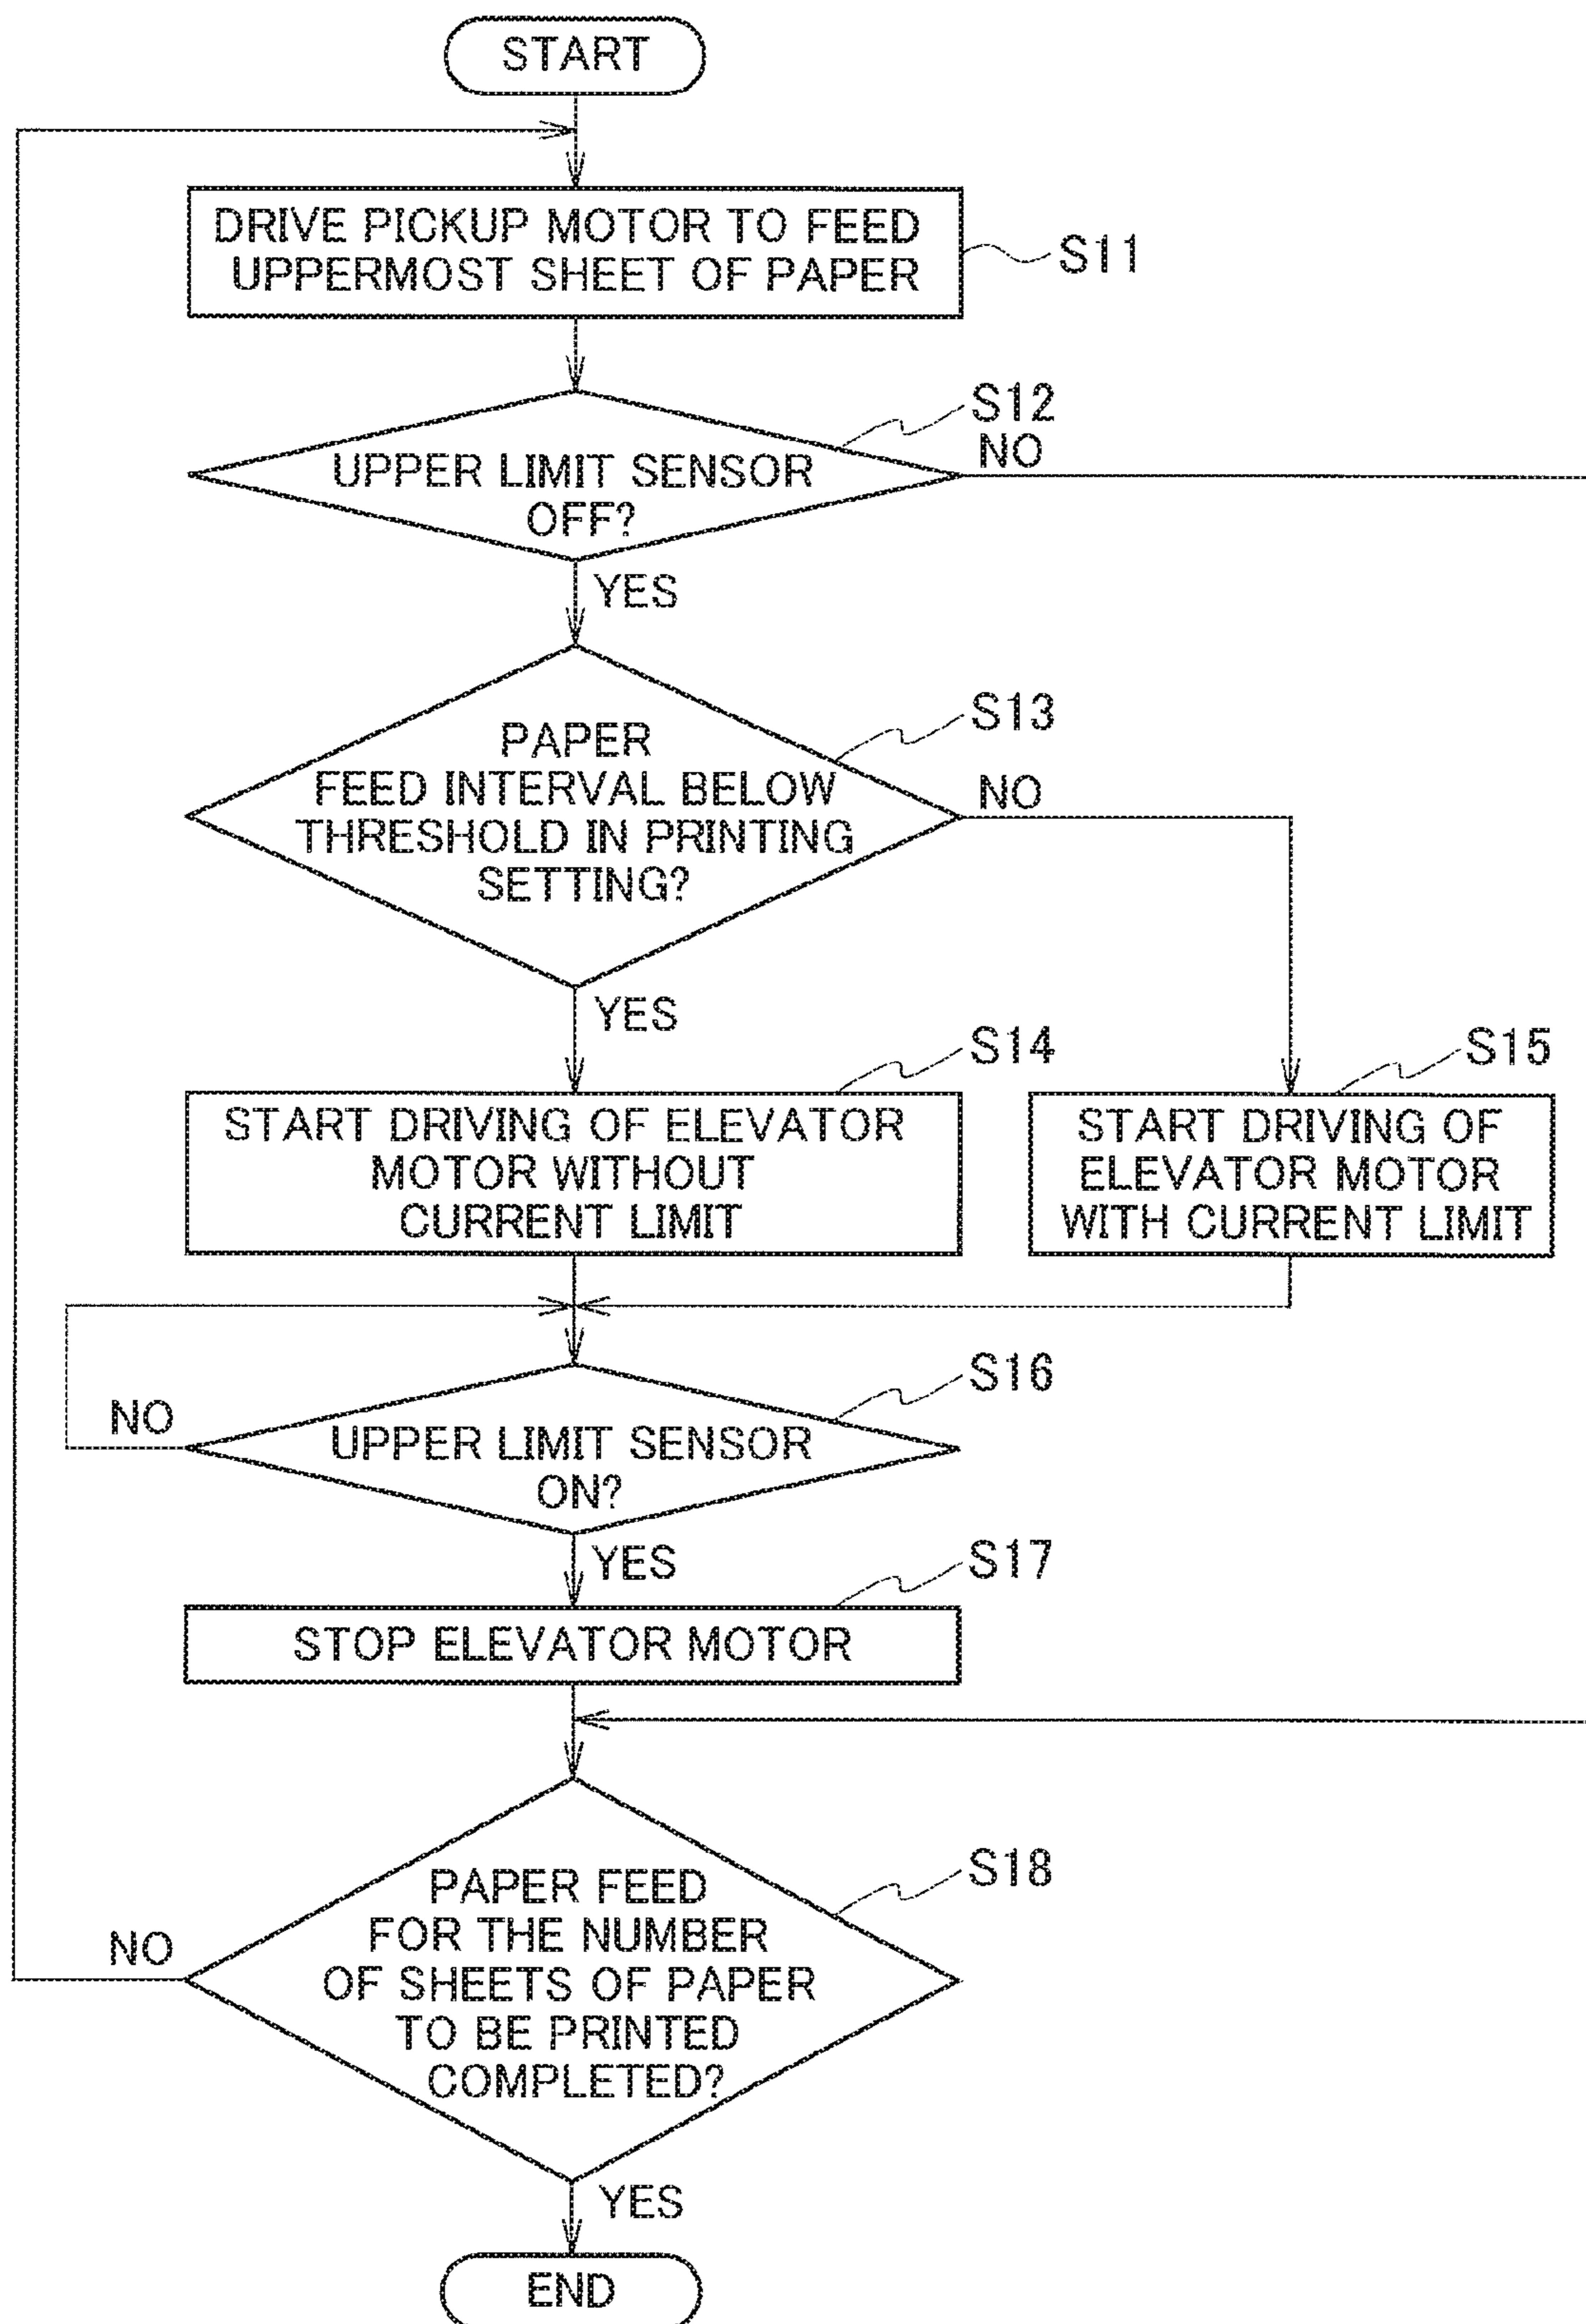 START
DRIVE PICKUP MOTOR TO FEED
UPPERMOST SHEET OF PAPER
S11
S12
NO
UPPER LIMIT SENSOR
OFF?
YES
S13
PAPER
FEED INTERVAL BELOW
THRESHOLD IN PRINTING
SETTING?
NO
YES
S14
S15
START DRIVING OF ELEVATOR
MOTOR WITHOUT
CURRENT LIMIT
START DRIVING OF
ELEVATOR MOTOR
WITH CURRENT LIMIT
S16
NO
UPPER LIMIT SENSOR
ON?
YES
S17
STOP ELEVATOR MOTOR
S18
PAPER FEED
FOR THE NUMBER
OF SHEETS OF PAPER
TO BE PRINTED
COMPLETED?
NO
YES
END